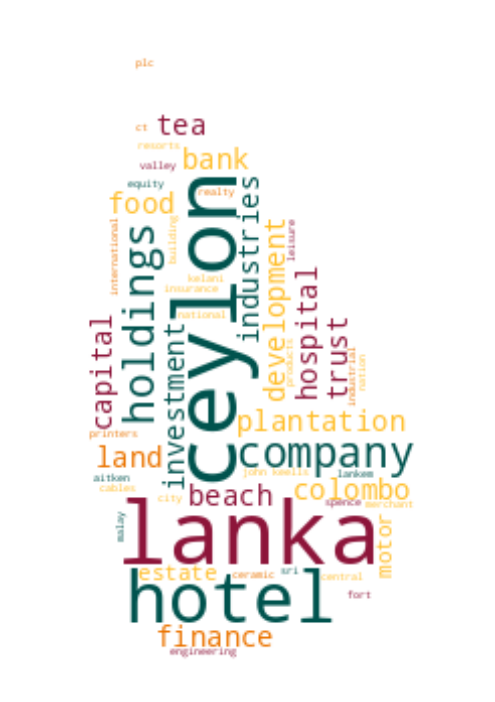 plc
ct
tea
resorts
bank
valley
equity
realty
food
ceylon
industries
international
building
holdings
development
leisure
kelani
insurance
national
hospital
capital
investment
trust
products
industrial
nation
plantation
printers
land
company
aitken
cables
john keells
lankem
city
beach
colombo
spence
merchant
lanka
malay
motor
estate
ceramic
sri
central
hotel
fort
finance
engineering